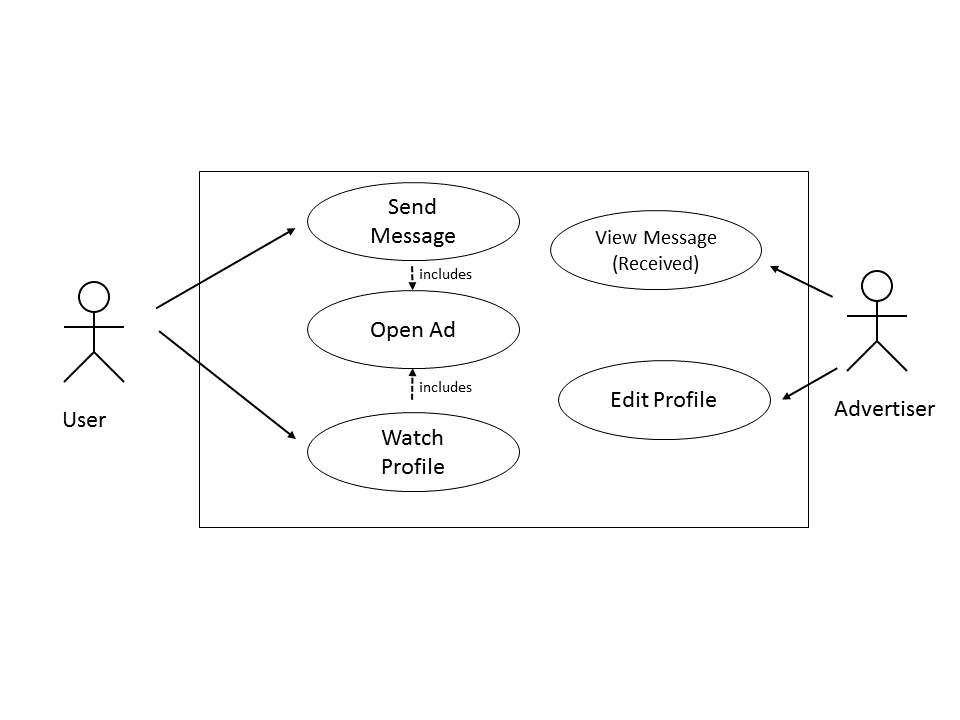 Send
Message
includes
Open Ad
includes
Watch
Profile
View Message
(Received)
Edit Profile
User
Advertiser